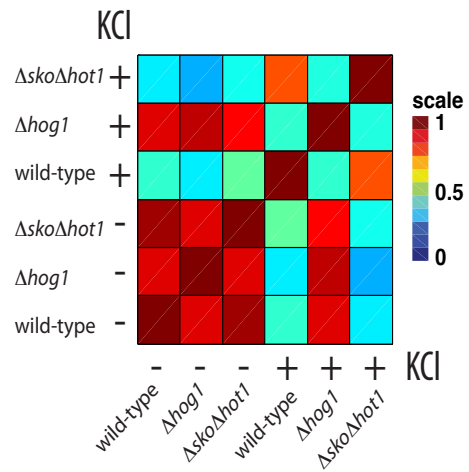 KCl
ΔskoΔhot1 +
Δhog1 +
wild-type +
ΔskoΔhot1 -
Δhog1 -
wild-type -
scale
1
0.5
0
- - - + + + KCl
wild-type Δhog1 ΔskoΔhot1 wild-type Δhog1 ΔskoΔhot1